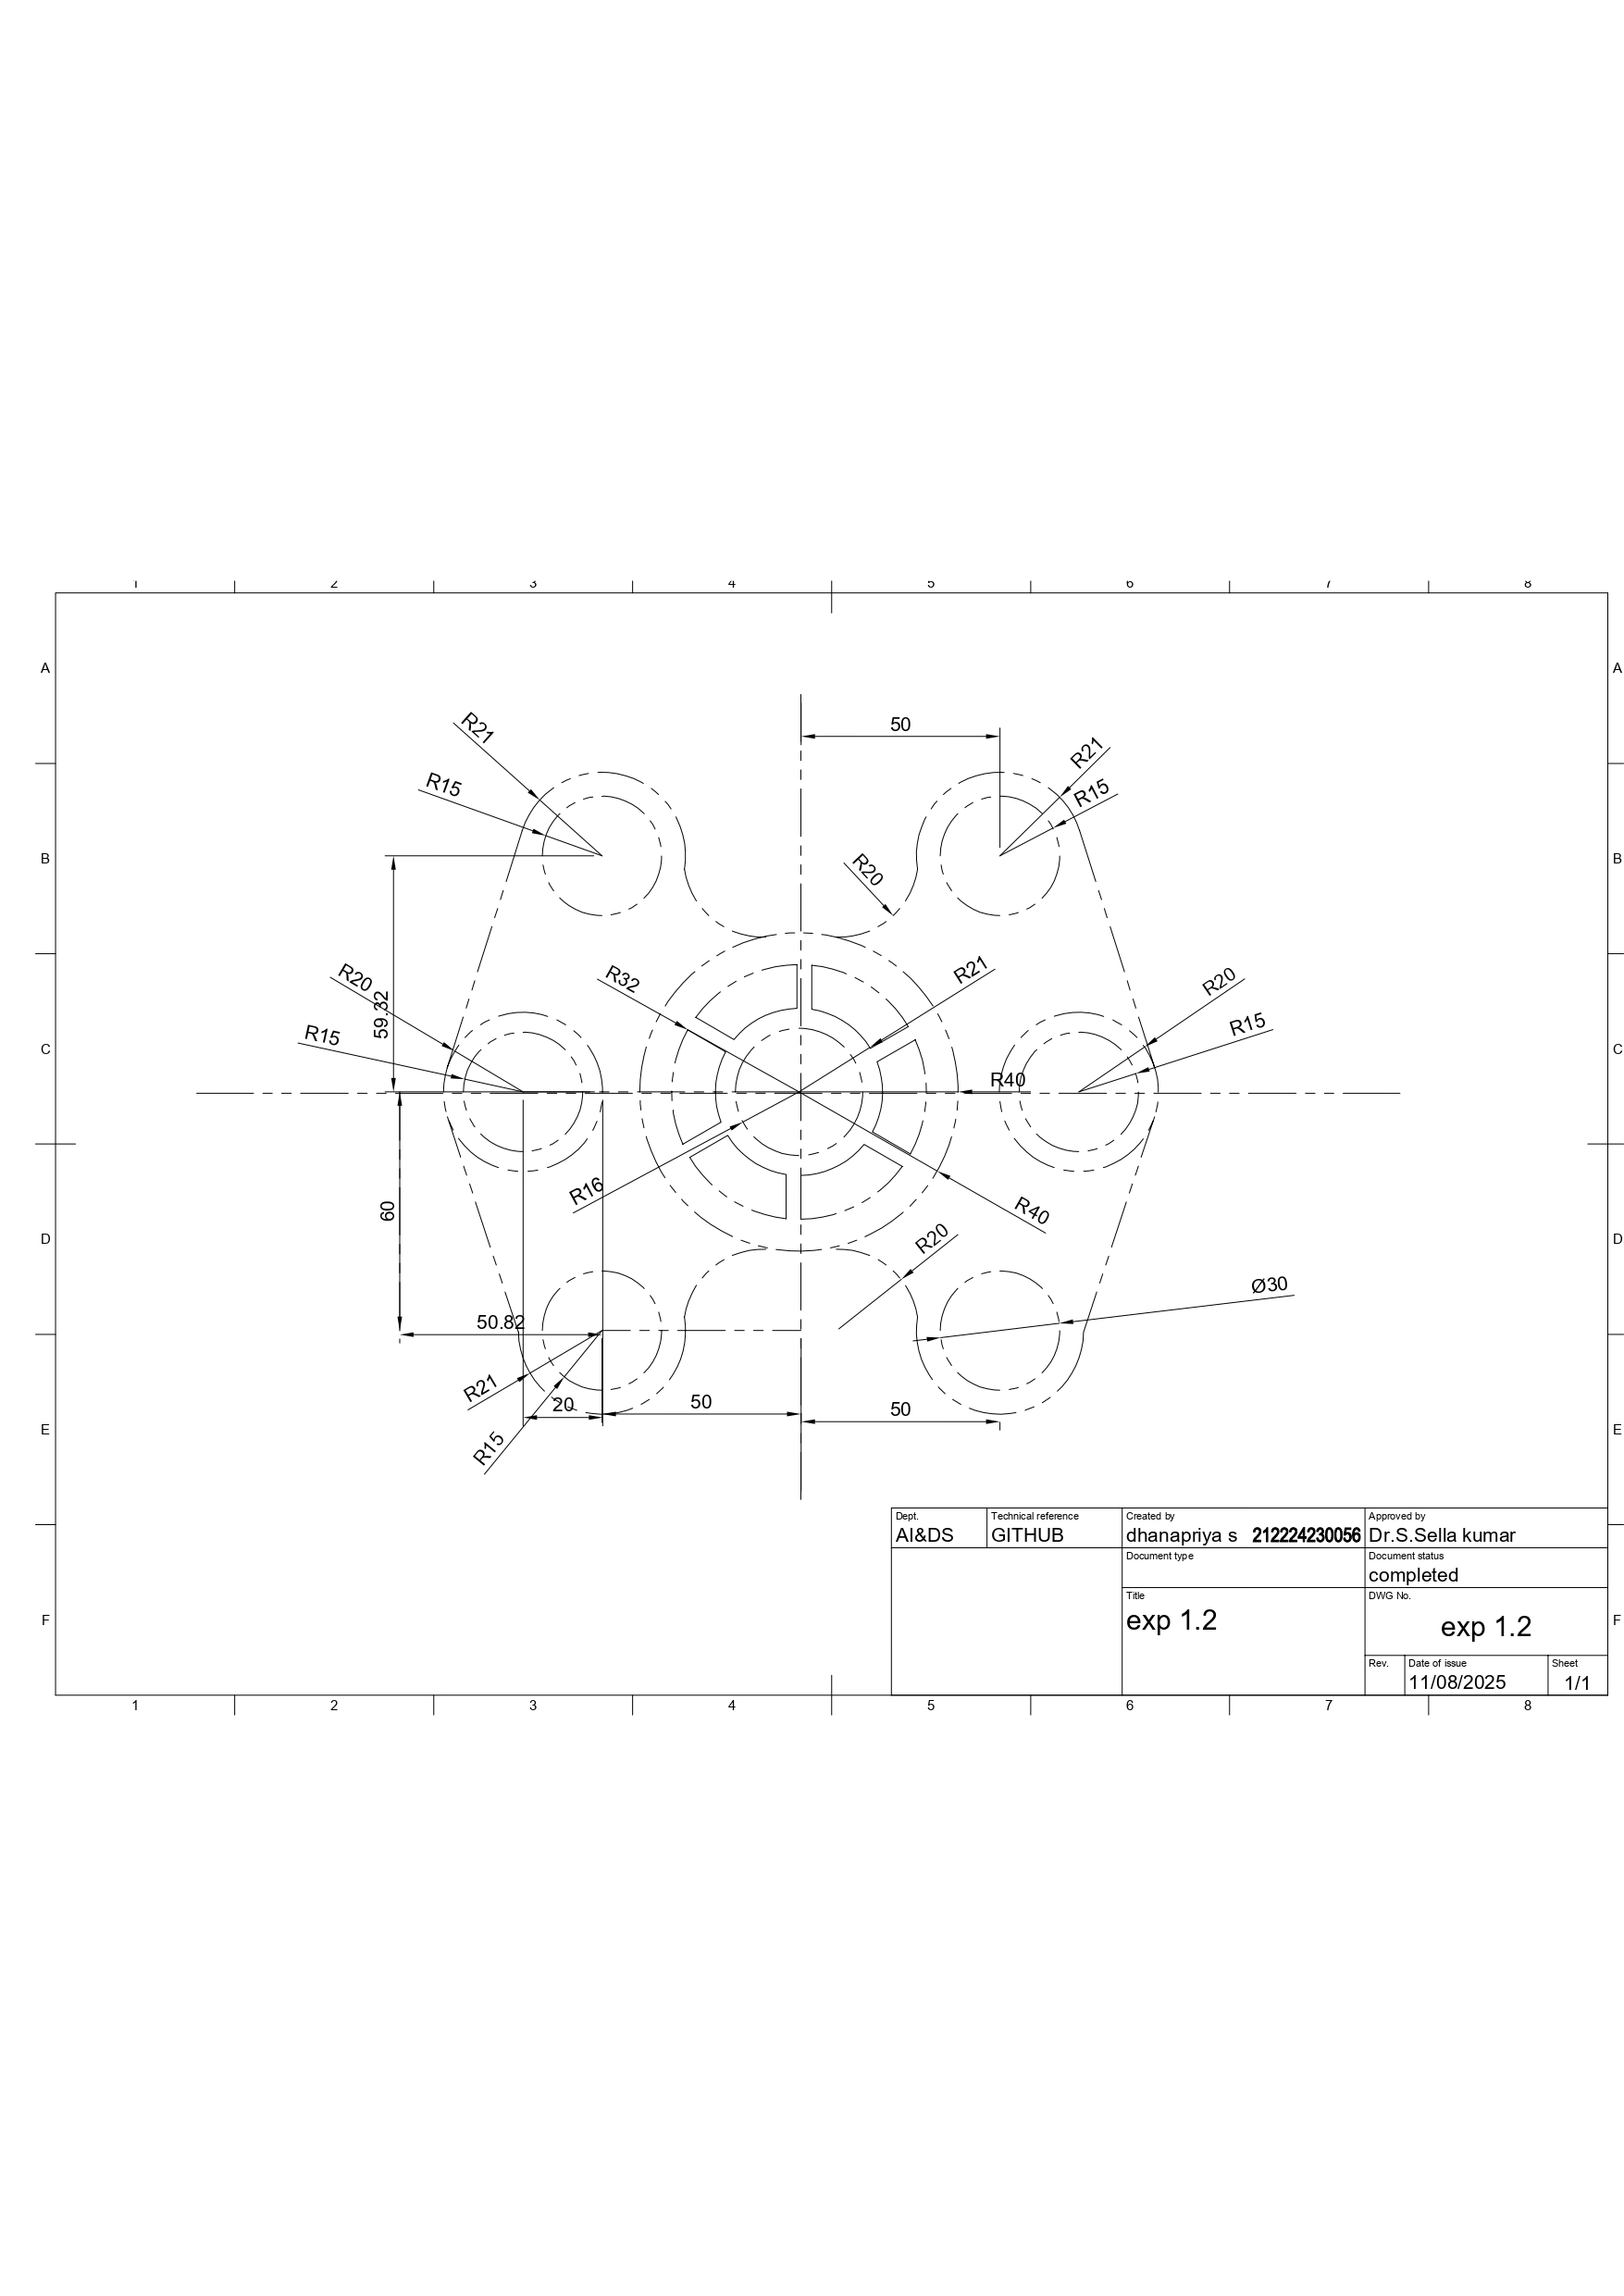 1 2 3 4 5 6 7 8
A A
50
R21
R21
R15
R15
B B
R20
R21
R32
R20
R20
59.32
R15
R15
C C
R40
R16
60
R40
D D
R20
Ø30
50.82
R21
20
50
50
E E
R15
Dept.
AI&DS
Technical reference
GITHUB
Created by
dhanapriya s 212224230056
Approved by
Dr.S.Sella kumar
Document type
Document status
completed
Title
exp 1.2
DWG No.
exp 1.2
F F
Rev.
Date of issue
11/08/2025
Sheet
1/1
1 2 3 4 5 6 7 8